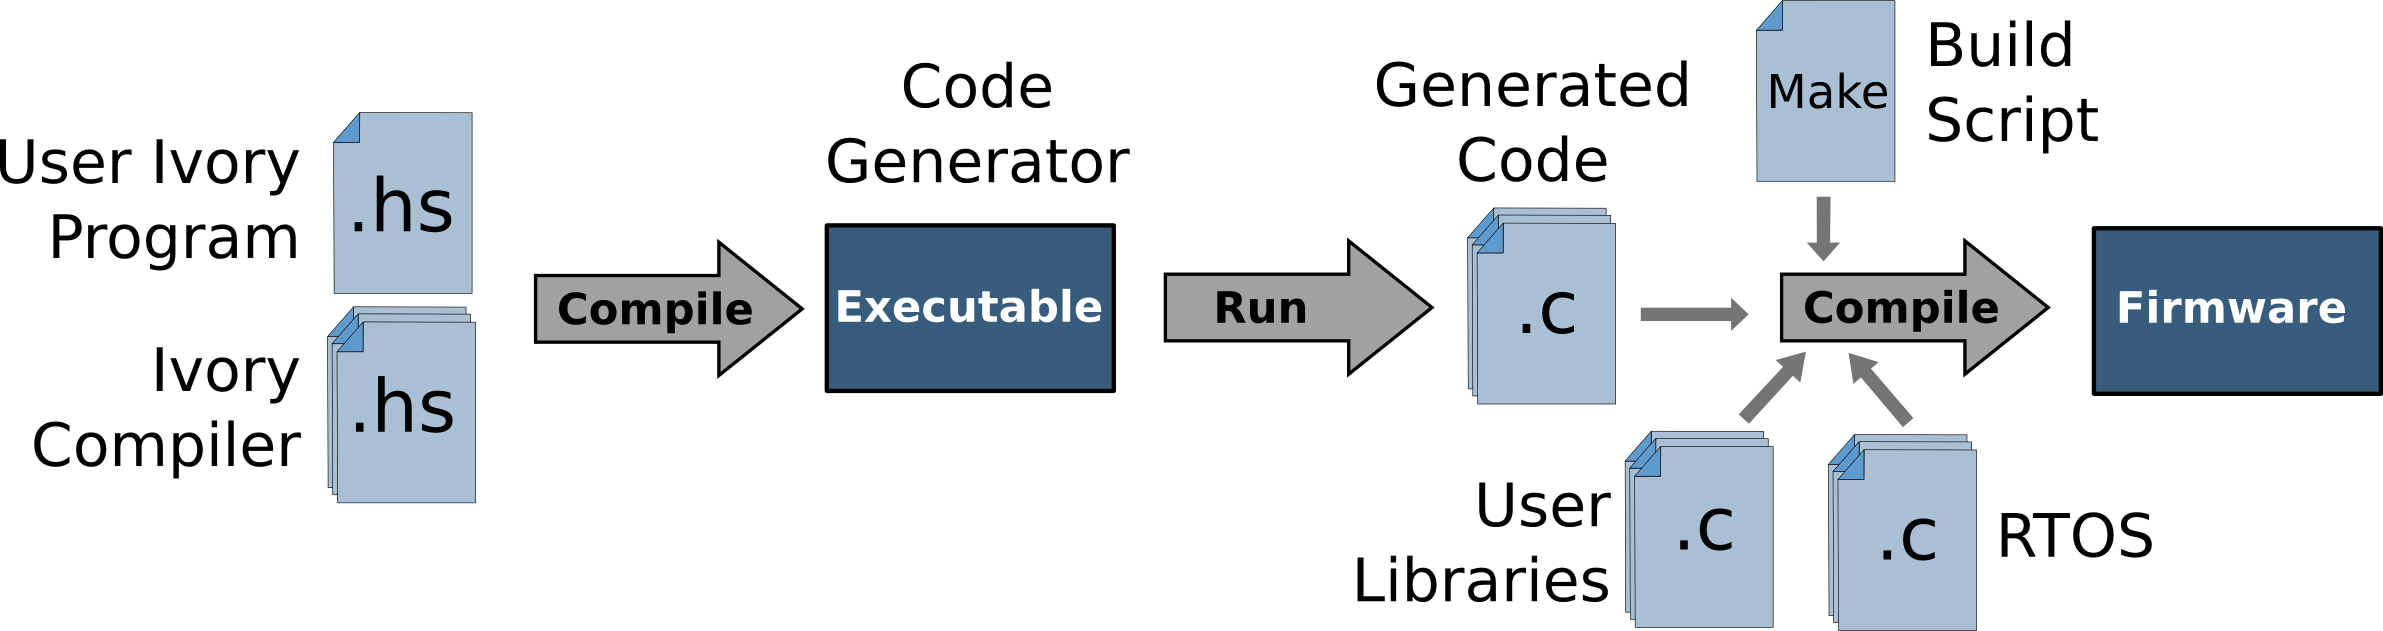 User Ivory
Program
.hs
Ivory
Compiler
.hs
Compile
Code
Generator
Executable
Run
Generated
Code
.c
Make
Build
Script
Compile
User
Libraries
.c
.c
RTOS
Firmware